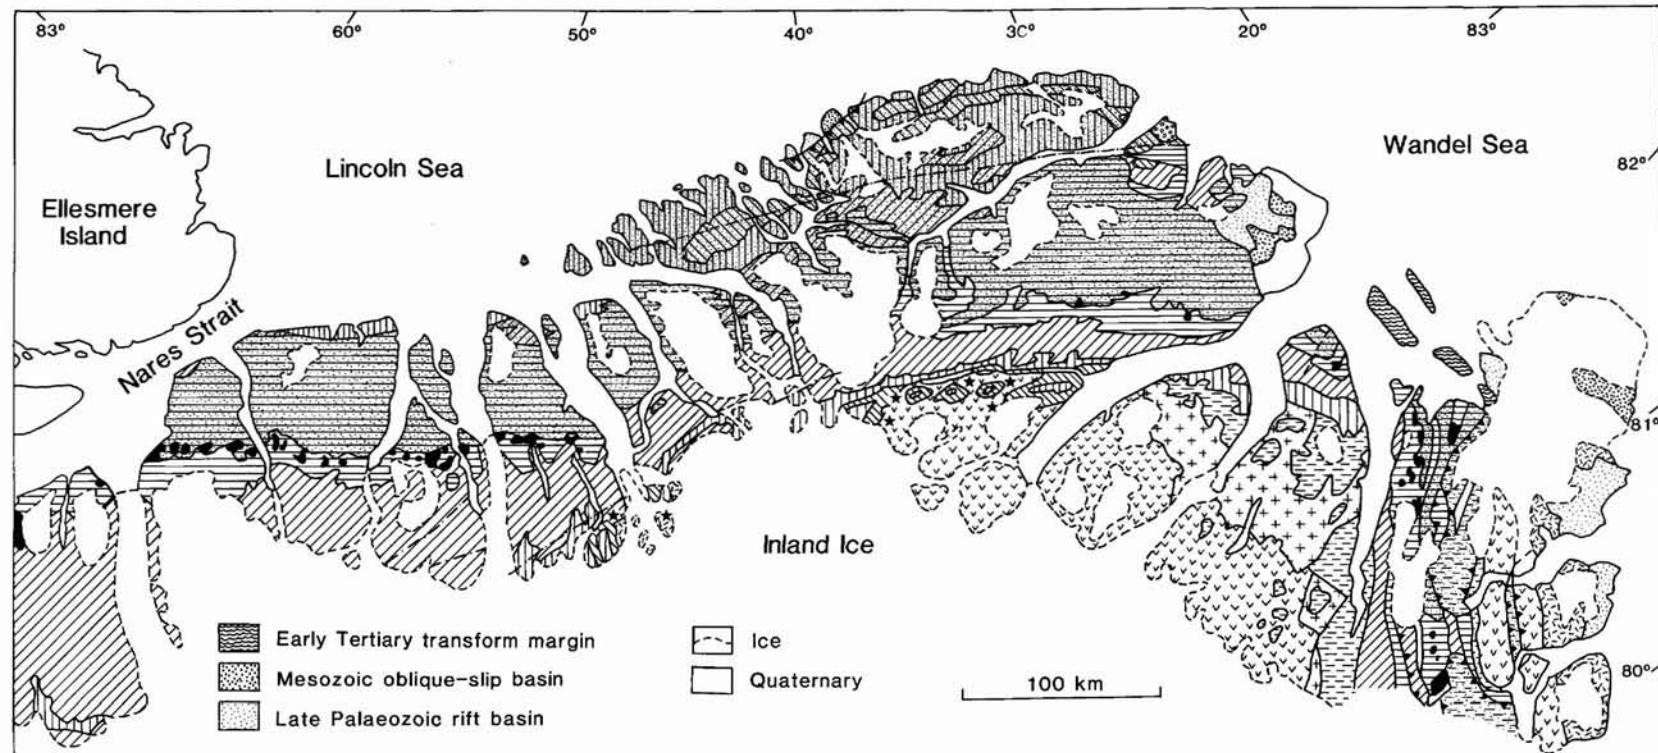 83° 60° 50° 40° 3C° 20° 83°
Wandel Sea
82°
Lincoln Sea
Ellesmere
Island
Nares Strait
81°
Inland Ice
Early Tertiary transform margin
Mesozoic oblique-slip basin
Late Palaeozoic rift basin
Ice
Quaternary
100 km
80°